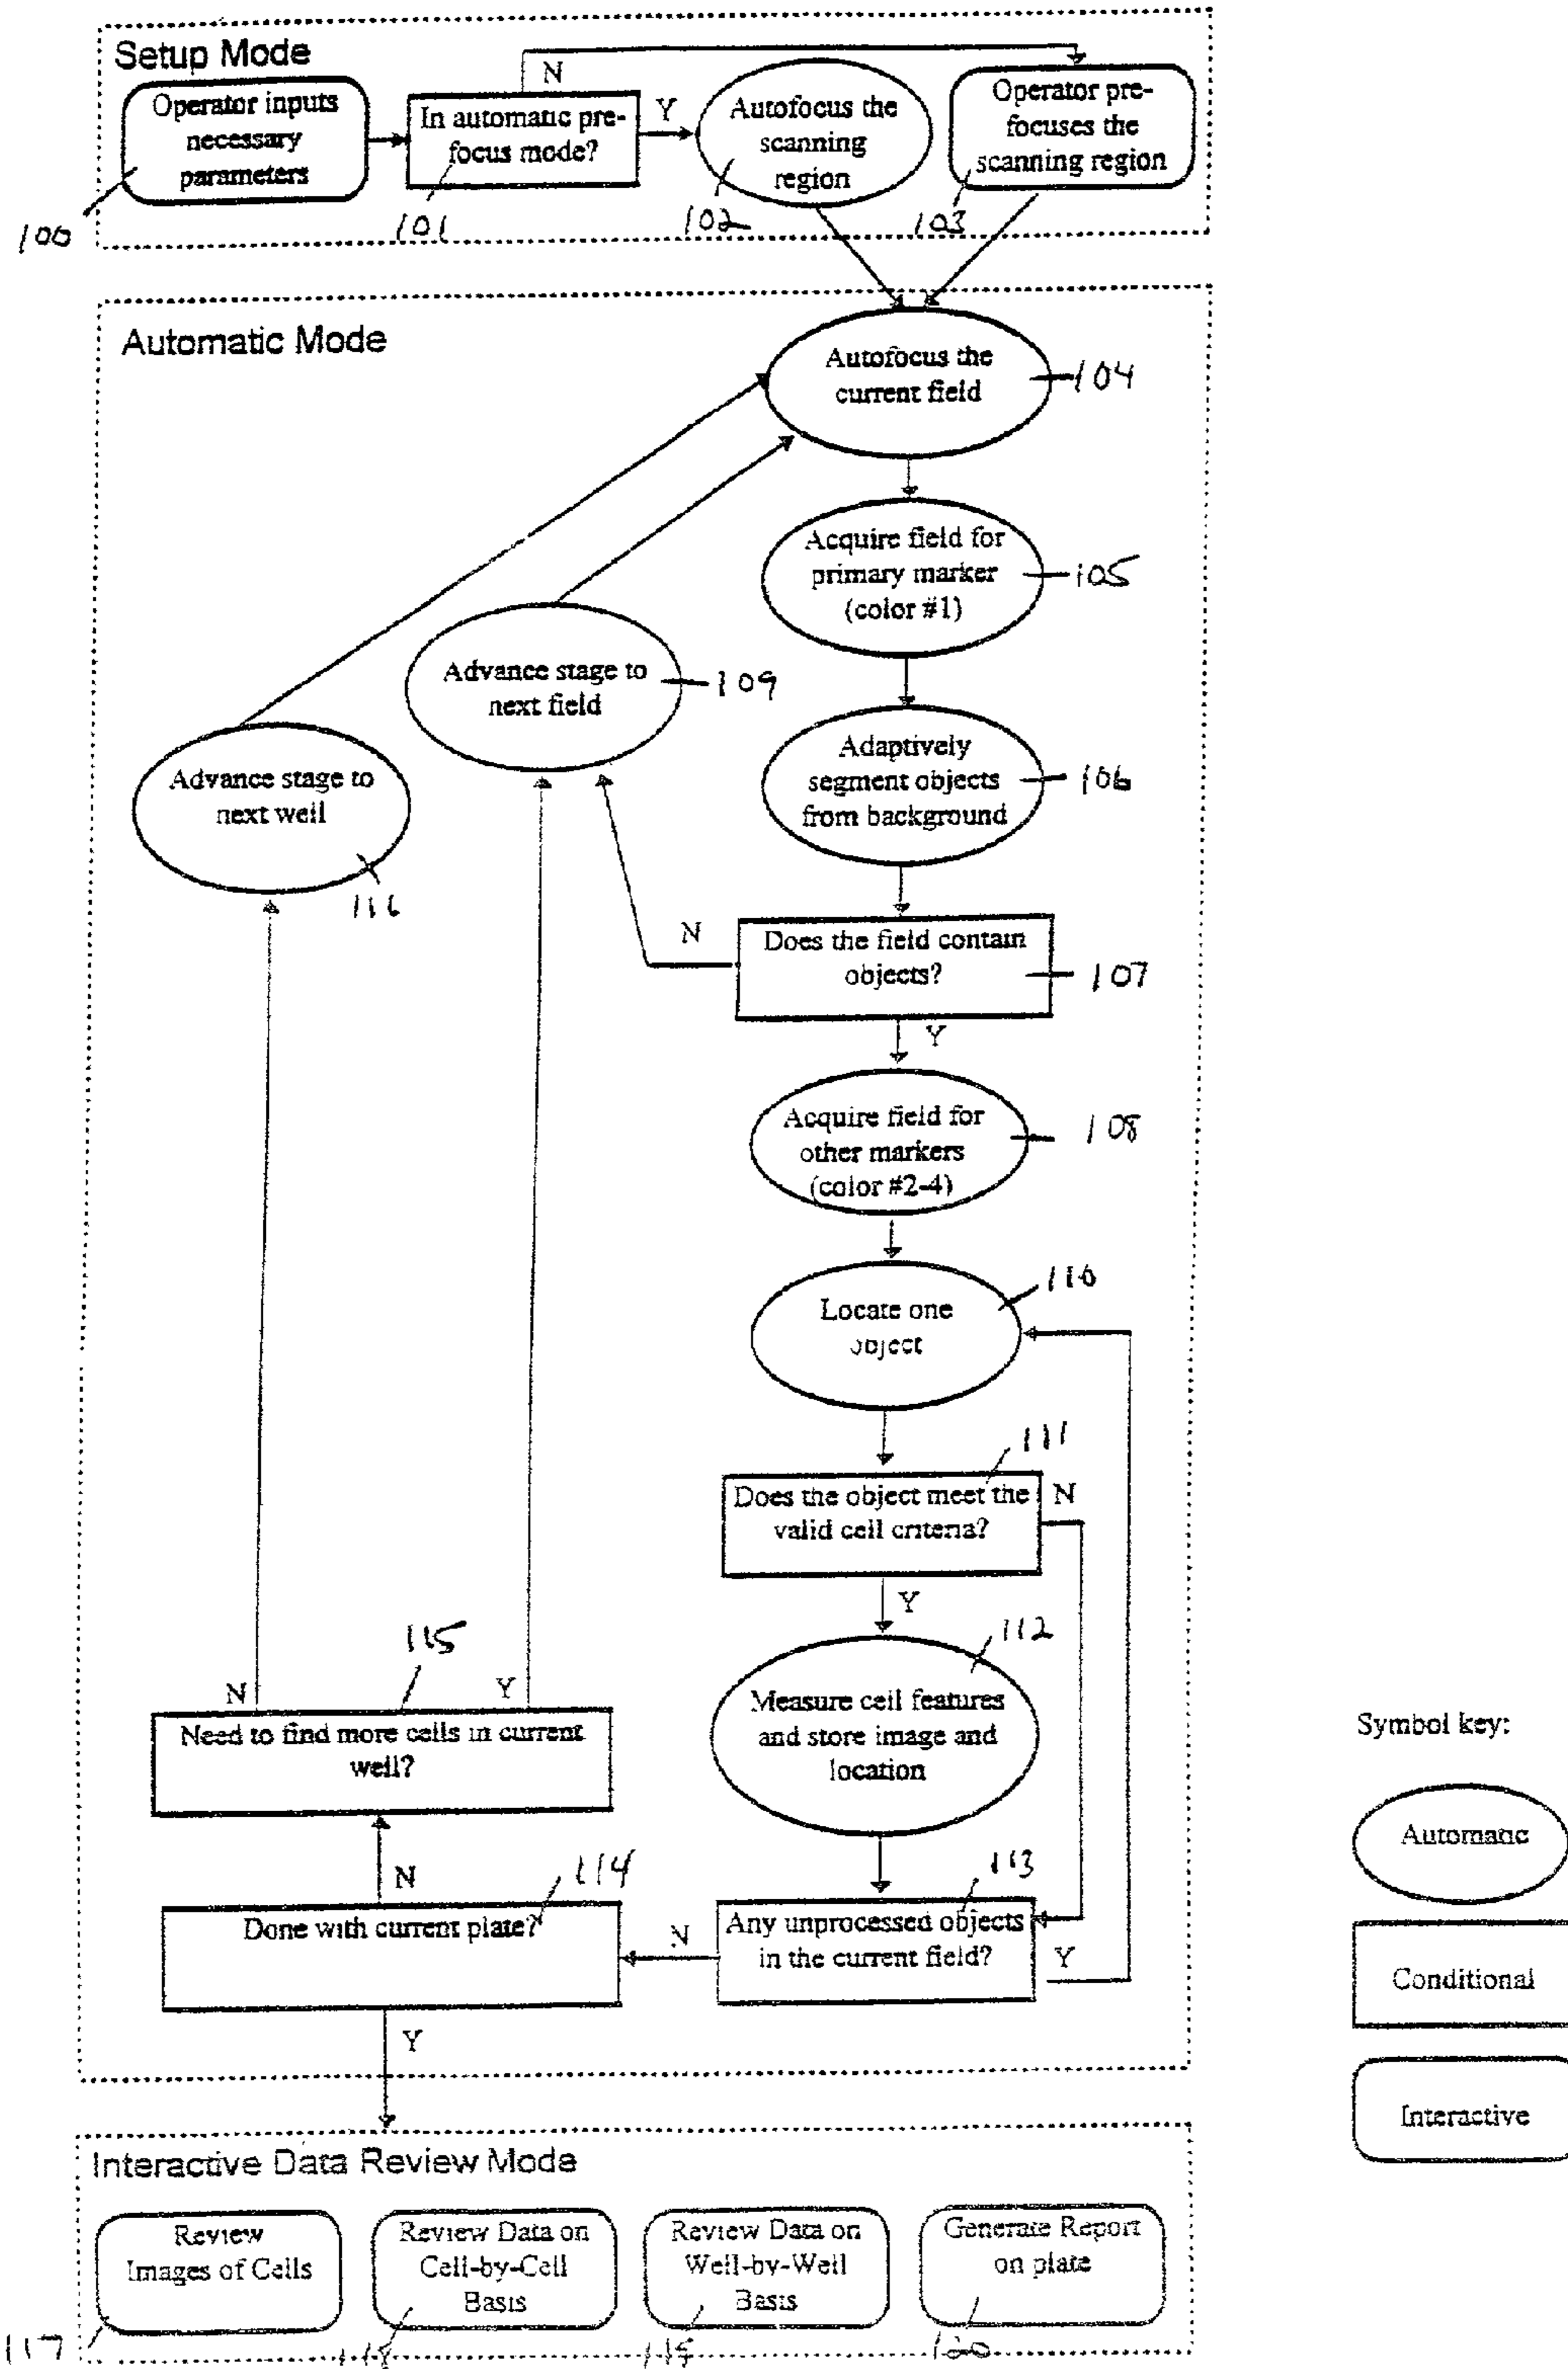 Setup Mode
Operator inputs
necessary
parameters
100
In automatic pre-
focus mode?
101
N
Y
Autofocus the
scanning
region
102
Operator pre-
focuses the
scanning region
103
Automatic Mode
Autofocus the
current field
104
Acquire field for
primary marker
(color #1)
105
Adaptively
segment objects
from background
106
Does the field contain
objects?
107
N
Y
Advance stage to
next field
109
Advance stage to
next well
116
Acquire field for
other markers
(color #2-4)
108
Locate one
object
110
Does the object meet the
valid cell criteria?
111
N
Y
Measure cell features
and store image and
location
112
Any unprocessed objects
in the current field?
113
N
Y
Done with current plate?
114
N
Y
Need to find more cells in current
well?
115
N
Y
Symbol key:
Automatic
Conditional
Interactive
Interactive Data Review Mode
Review
Images of Cells
117
Review Data on
Cell-by-Cell
Basis
118
Review Data on
Well-by-Well
Basis
119
Generate Report
on plate
120